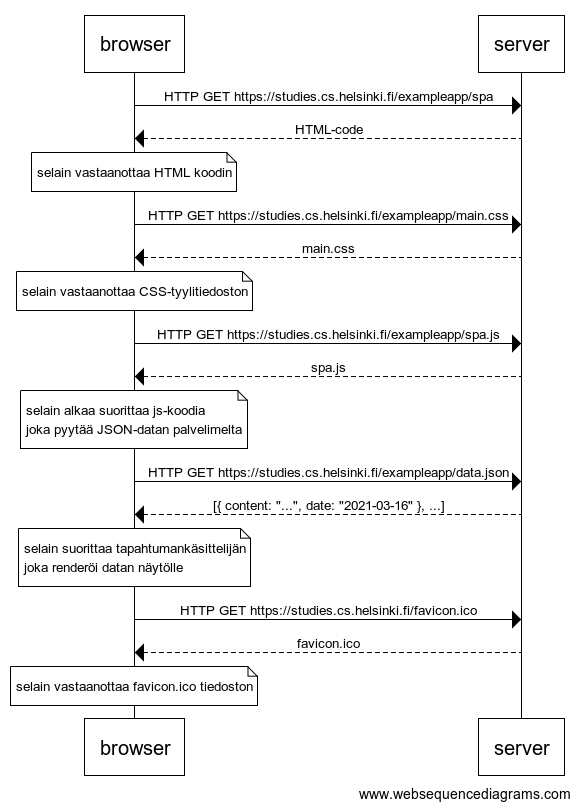 browser
server
HTTP GET https://studies.cs.helsinki.fi/exampleapp/spa
HTML-code
selain vastaanottaa HTML koodin
HTTP GET https://studies.cs.helsinki.fi/exampleapp/main.css
main.css
selain vastaanottaa CSS-tyylitiedoston
HTTP GET https://studies.cs.helsinki.fi/exampleapp/spa.js
spa.js
selain alkaa suorittaa js-koodia
joka pyytää JSON-datan palvelimelta
HTTP GET https://studies.cs.helsinki.fi/exampleapp/data.json
[{ content: "...", date: "2021-03-16" }, ...]
selain suorittaa tapahtumankäsittelijän
joka renderöi datan näytölle
HTTP GET https://studies.cs.helsinki.fi/favicon.ico
favicon.ico
selain vastaanottaa favicon.ico tiedoston
browser
server
www.websequencediagrams.com